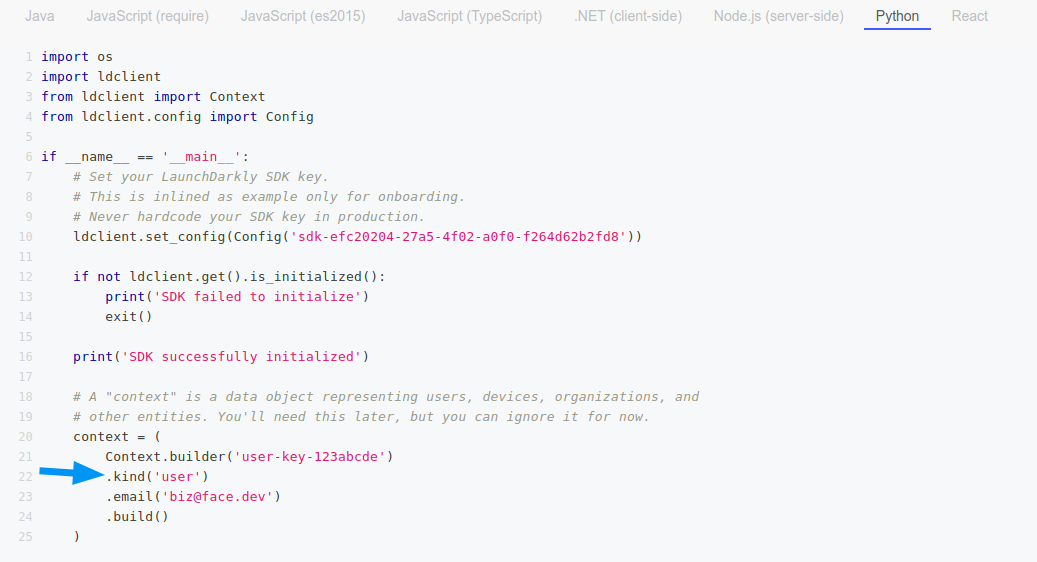 Java JavaScript (require) JavaScript (es2015) JavaScript (TypeScript) .NET (client-side) Node.js (server-side) Python React
1 import os
2 import ldclient
3 from ldclient import Context
4 from ldclient.config import Config
5
6 if __name__ == '__main__':
7     # Set your LaunchDarkly SDK key.
8     # This is inlined as example only for onboarding.
9     # Never hardcode your SDK key in production.
10     ldclient.set_config(Config('sdk-efc20204-27a5-4f02-a0f0-f264d62b2fd8'))
11
12     if not ldclient.get().is_initialized():
13         print('SDK failed to initialize')
14         exit()
15
16     print('SDK successfully initialized')
17
18     # A "context" is a data object representing users, devices, organizations, and
19     # other entities. You'll need this later, but you can ignore it for now.
20     context = (
21         Context.builder('user-key-123abcde')
22         .kind('user')
23         .email('biz@face.dev')
24         .build()
25     )